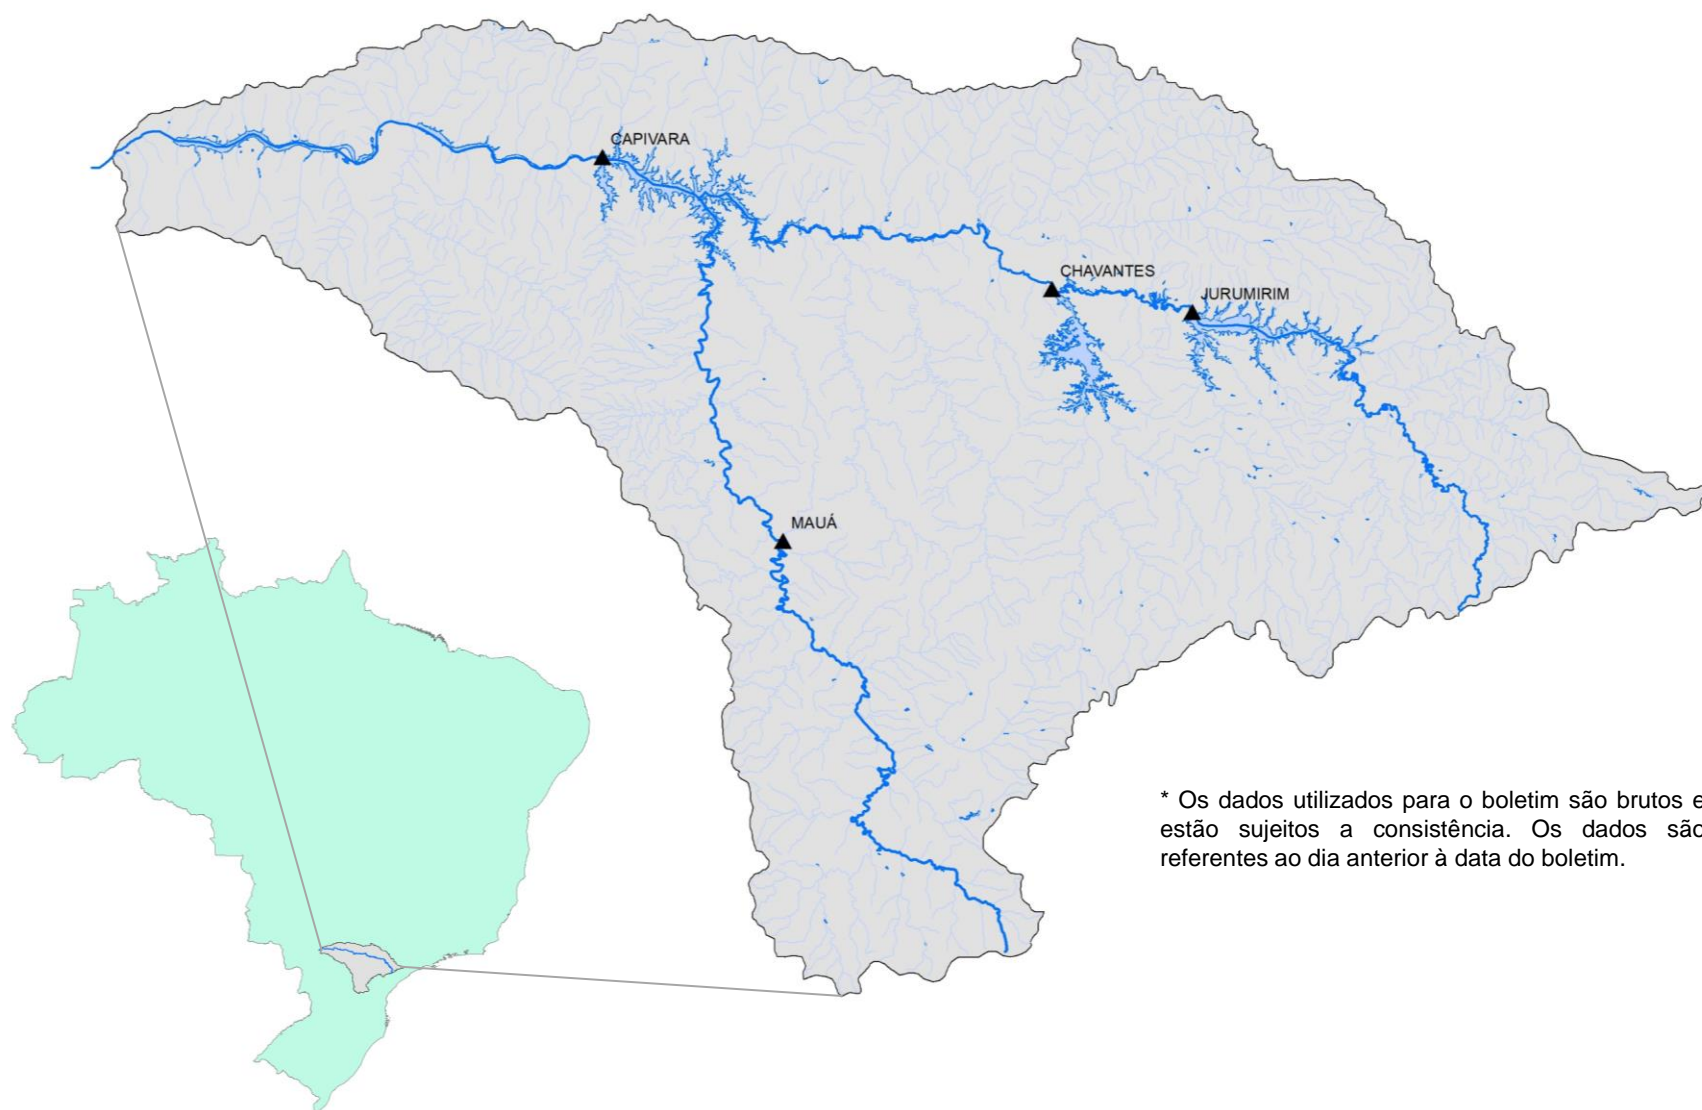 CAPIVARA
CHAVANTES
JURUMIRIM
MAUÁ
* Os dados utilizados para o boletim são brutos e
estão sujeitos a consistência. Os dados são
referentes ao dia anterior à data do boletim.